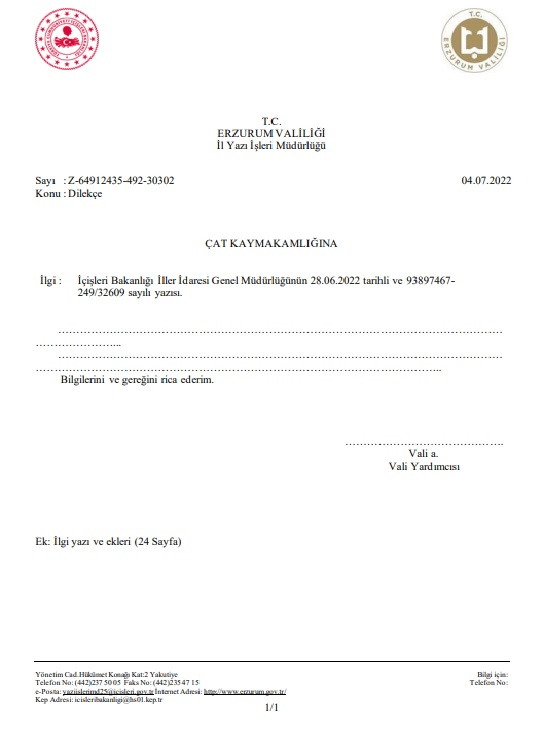 T.C.
ERZURUM VALİLİĞİ
T.C.
ERZURUM VALİLİĞİ
İl Yazı İşleri Müdürlüğü
Sayı : Z-64912435-492-30302 04.07.2022
Konu : Dilekçe
ÇAT KAYMAKAMLIĞINA
İlgi : İçişleri Bakanlığı İller İdaresi Genel Müdürlüğünün 28.06.2022 tarihli ve 93897467-
249/32609 sayılı yazısı.
Bilgilerini ve gereğini rica ederim.
Vali a.
Vali Yardımcısı
Ek: İlgi yazı ve ekleri (24 Sayfa)
Yönetim Cad.Hükümet Konağı Kat:2 Yakutiye Bilgi için:
Telefon No: (442)237 50 05 Faks No: (442)235 47 15 Telefon No:
e-Posta: yaziislerimd25@icisleri.gov.tr İnternet Adresi: http://www.erzurum.gov.tr/
Kep Adresi: icisleribakanligi@hs01.kep.tr
1/1